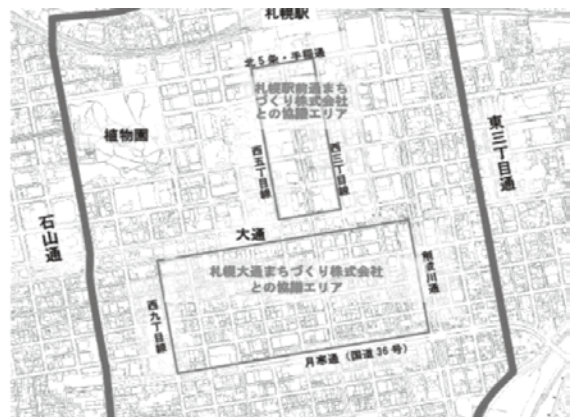 札幌駅
北5条・手稲通
札幌駅前通まち
づくり株式会社
との協議エリア
植物園
西五丁目線
西三丁目線
東三丁目通
石山通
大通
札幌大通まちづくり株式会社
との協議エリア
創成川通
西九丁目線
月寒通（国道36号）